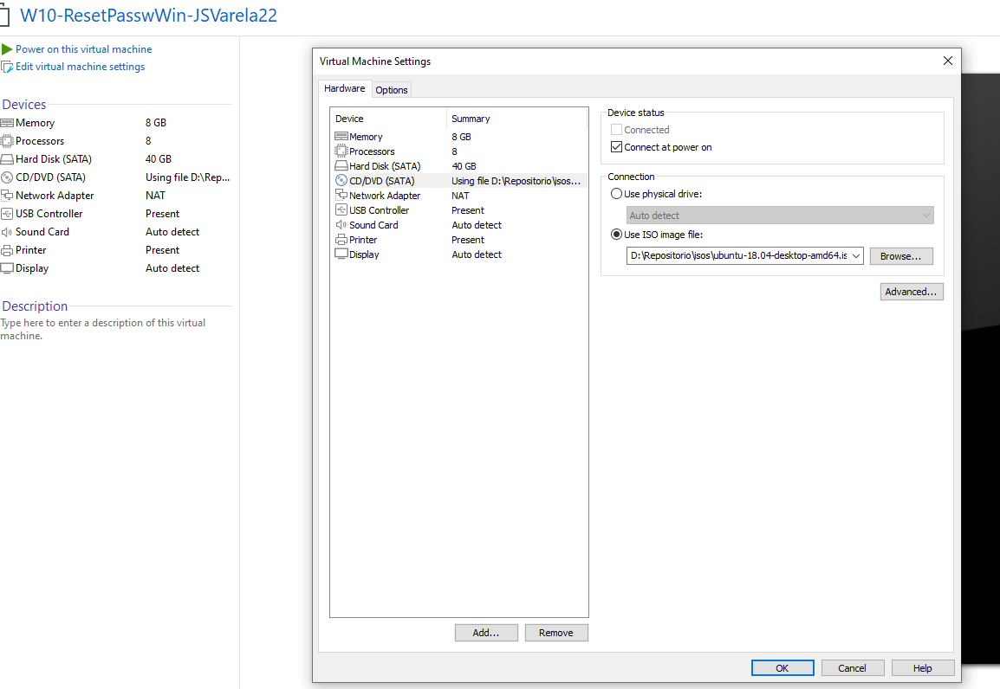 W10-ResetPasswWin-JSVarela22
Power on this virtual machine
Edit virtual machine settings
Devices
Memory 8 GB
Processors 8
Hard Disk (SATA) 40 GB
CD/DVD (SATA) Using file D:\Rep...
Network Adapter NAT
USB Controller Present
Sound Card Auto detect
Printer Present
Display Auto detect
Description
Type here to enter a description of this virtual
machine.
Virtual Machine Settings
Hardware Options
Device Summary
Memory 8 GB
Processors 8
Hard Disk (SATA) 40 GB
CD/DVD (SATA) Using file D:\Repositorio\isos...
Network Adapter NAT
USB Controller Present
Sound Card Auto detect
Printer Present
Display Auto detect
Add... Remove
Device status
Connected
Connect at power on
Connection
Use physical drive:
Auto detect
Use ISO image file:
D:\Repositorio\isos\ubuntu-18.04-desktop-amd64.is Browse...
Advanced...
OK Cancel Help